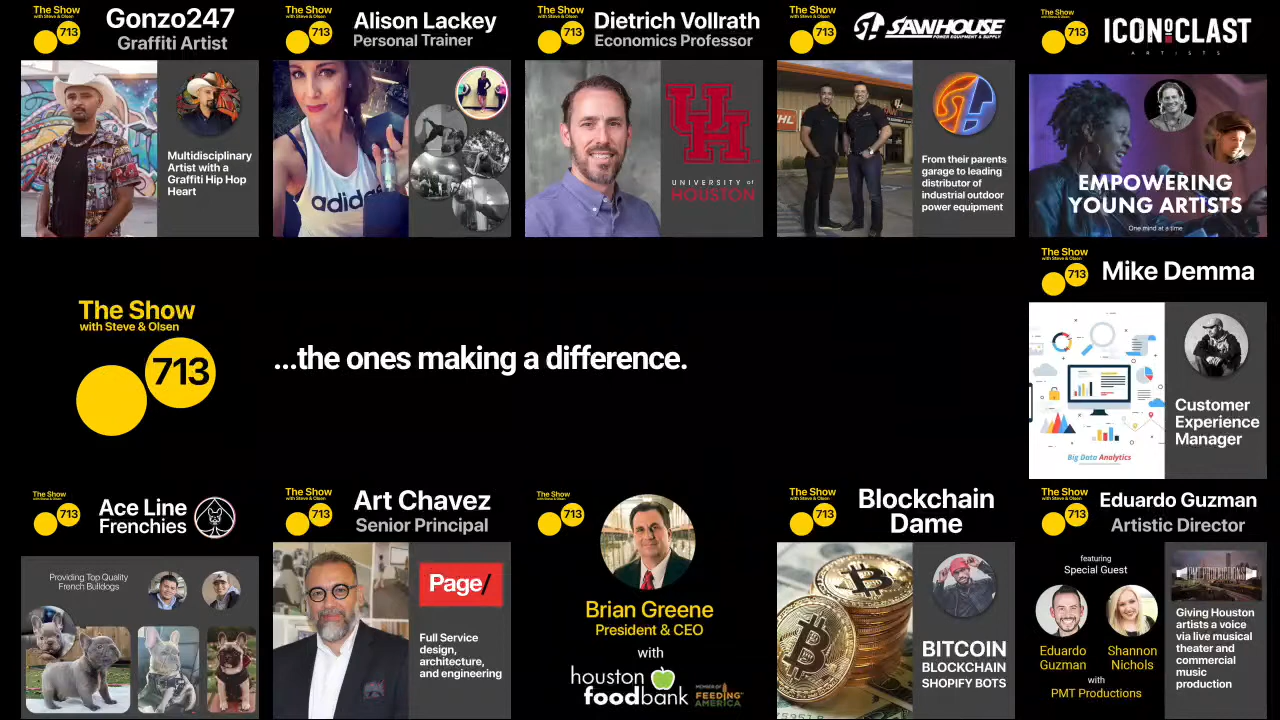 The Show
with Steve & Olsen
713
Gonzo247
Graffiti Artist
Multidisciplinary
Artist with a
Graffiti Hip Hop
Heart
The Show
with Steve & Olsen
713
Alison Lackey
Personal Trainer
adidas
The Show
with Steve & Olsen
713
Dietrich Vollrath
Economics Professor
UH
UNIVERSITY of
HOUSTON
The Show
with Steve & Olsen
713
SAWHOUSE
POWER EQUIPMENT & SUPPLY
HL
From their parents
garage to leading
distributor of
industrial outdoor
power equipment
The Show
with Steve & Olsen
713
ICONOCLAST
ARTISTS
EMPOWERING
YOUNG ARTISTS
One mind at a time
The Show
with Steve & Olsen
713
...the ones making a difference.
The Show
with Steve & Olsen
713
Mike Demma
Big Data Analytics
Customer
Experience
Manager
The Show
with Steve & Olsen
713
Ace Line
Frenchies
Providing Top Quality
French Bulldogs
The Show
with Steve & Olsen
713
Art Chavez
Senior Principal
Page/
Full Service
design,
architecture,
and engineering
The Show
with Steve & Olsen
713
Brian Greene
President & CEO
with
houston
foodbank
MEMBER OF
FEEDING
AMERICA
The Show
with Steve & Olsen
713
Blockchain
Dame
BITCOIN
BLOCKCHAIN
SHOPIFY BOTS
The Show
with Steve & Olsen
713
Eduardo Guzman
Artistic Director
featuring
Special Guest
Eduardo
Guzman
Shannon
Nichols
with
PMT Productions
PMT PRODUCTIONS
Giving Houston
artists a voice
via live musical
theater and
commercial
music
production